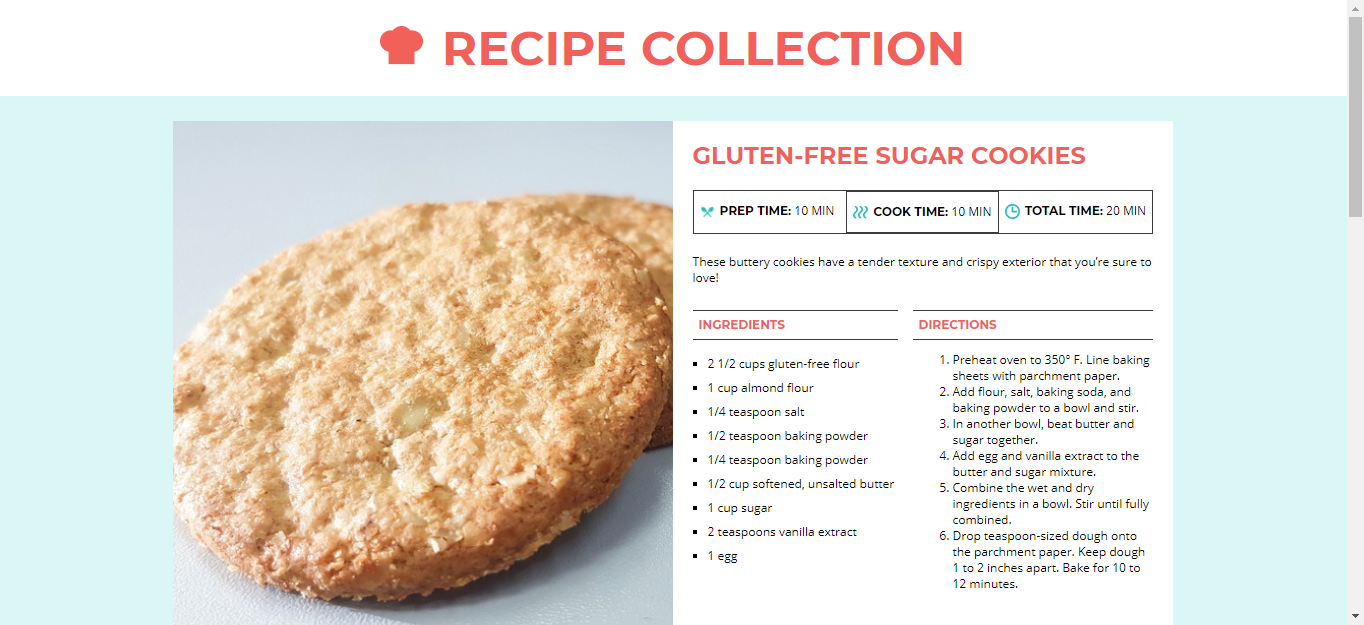 RECIPE COLLECTION
GLUTEN-FREE SUGAR COOKIES
PREP TIME: 10 MIN
COOK TIME: 10 MIN
TOTAL TIME: 20 MIN
These buttery cookies have a tender texture and crispy exterior that you’re sure to
love!
INGREDIENTS
2 1/2 cups gluten-free flour
1 cup almond flour
1/4 teaspoon salt
1/2 teaspoon baking powder
1/4 teaspoon baking powder
1/2 cup softened, unsalted butter
1 cup sugar
2 teaspoons vanilla extract
1 egg
DIRECTIONS
1. Preheat oven to 350° F. Line baking
sheets with parchment paper.
2. Add flour, salt, baking soda, and
baking powder to a bowl and stir.
3. In another bowl, beat butter and
sugar together.
4. Add egg and vanilla extract to the
butter and sugar mixture.
5. Combine the wet and dry
ingredients in a bowl. Stir until fully
combined.
6. Drop teaspoon-sized dough onto
the parchment paper. Keep dough
1 to 2 inches apart. Bake for 10 to
12 minutes.